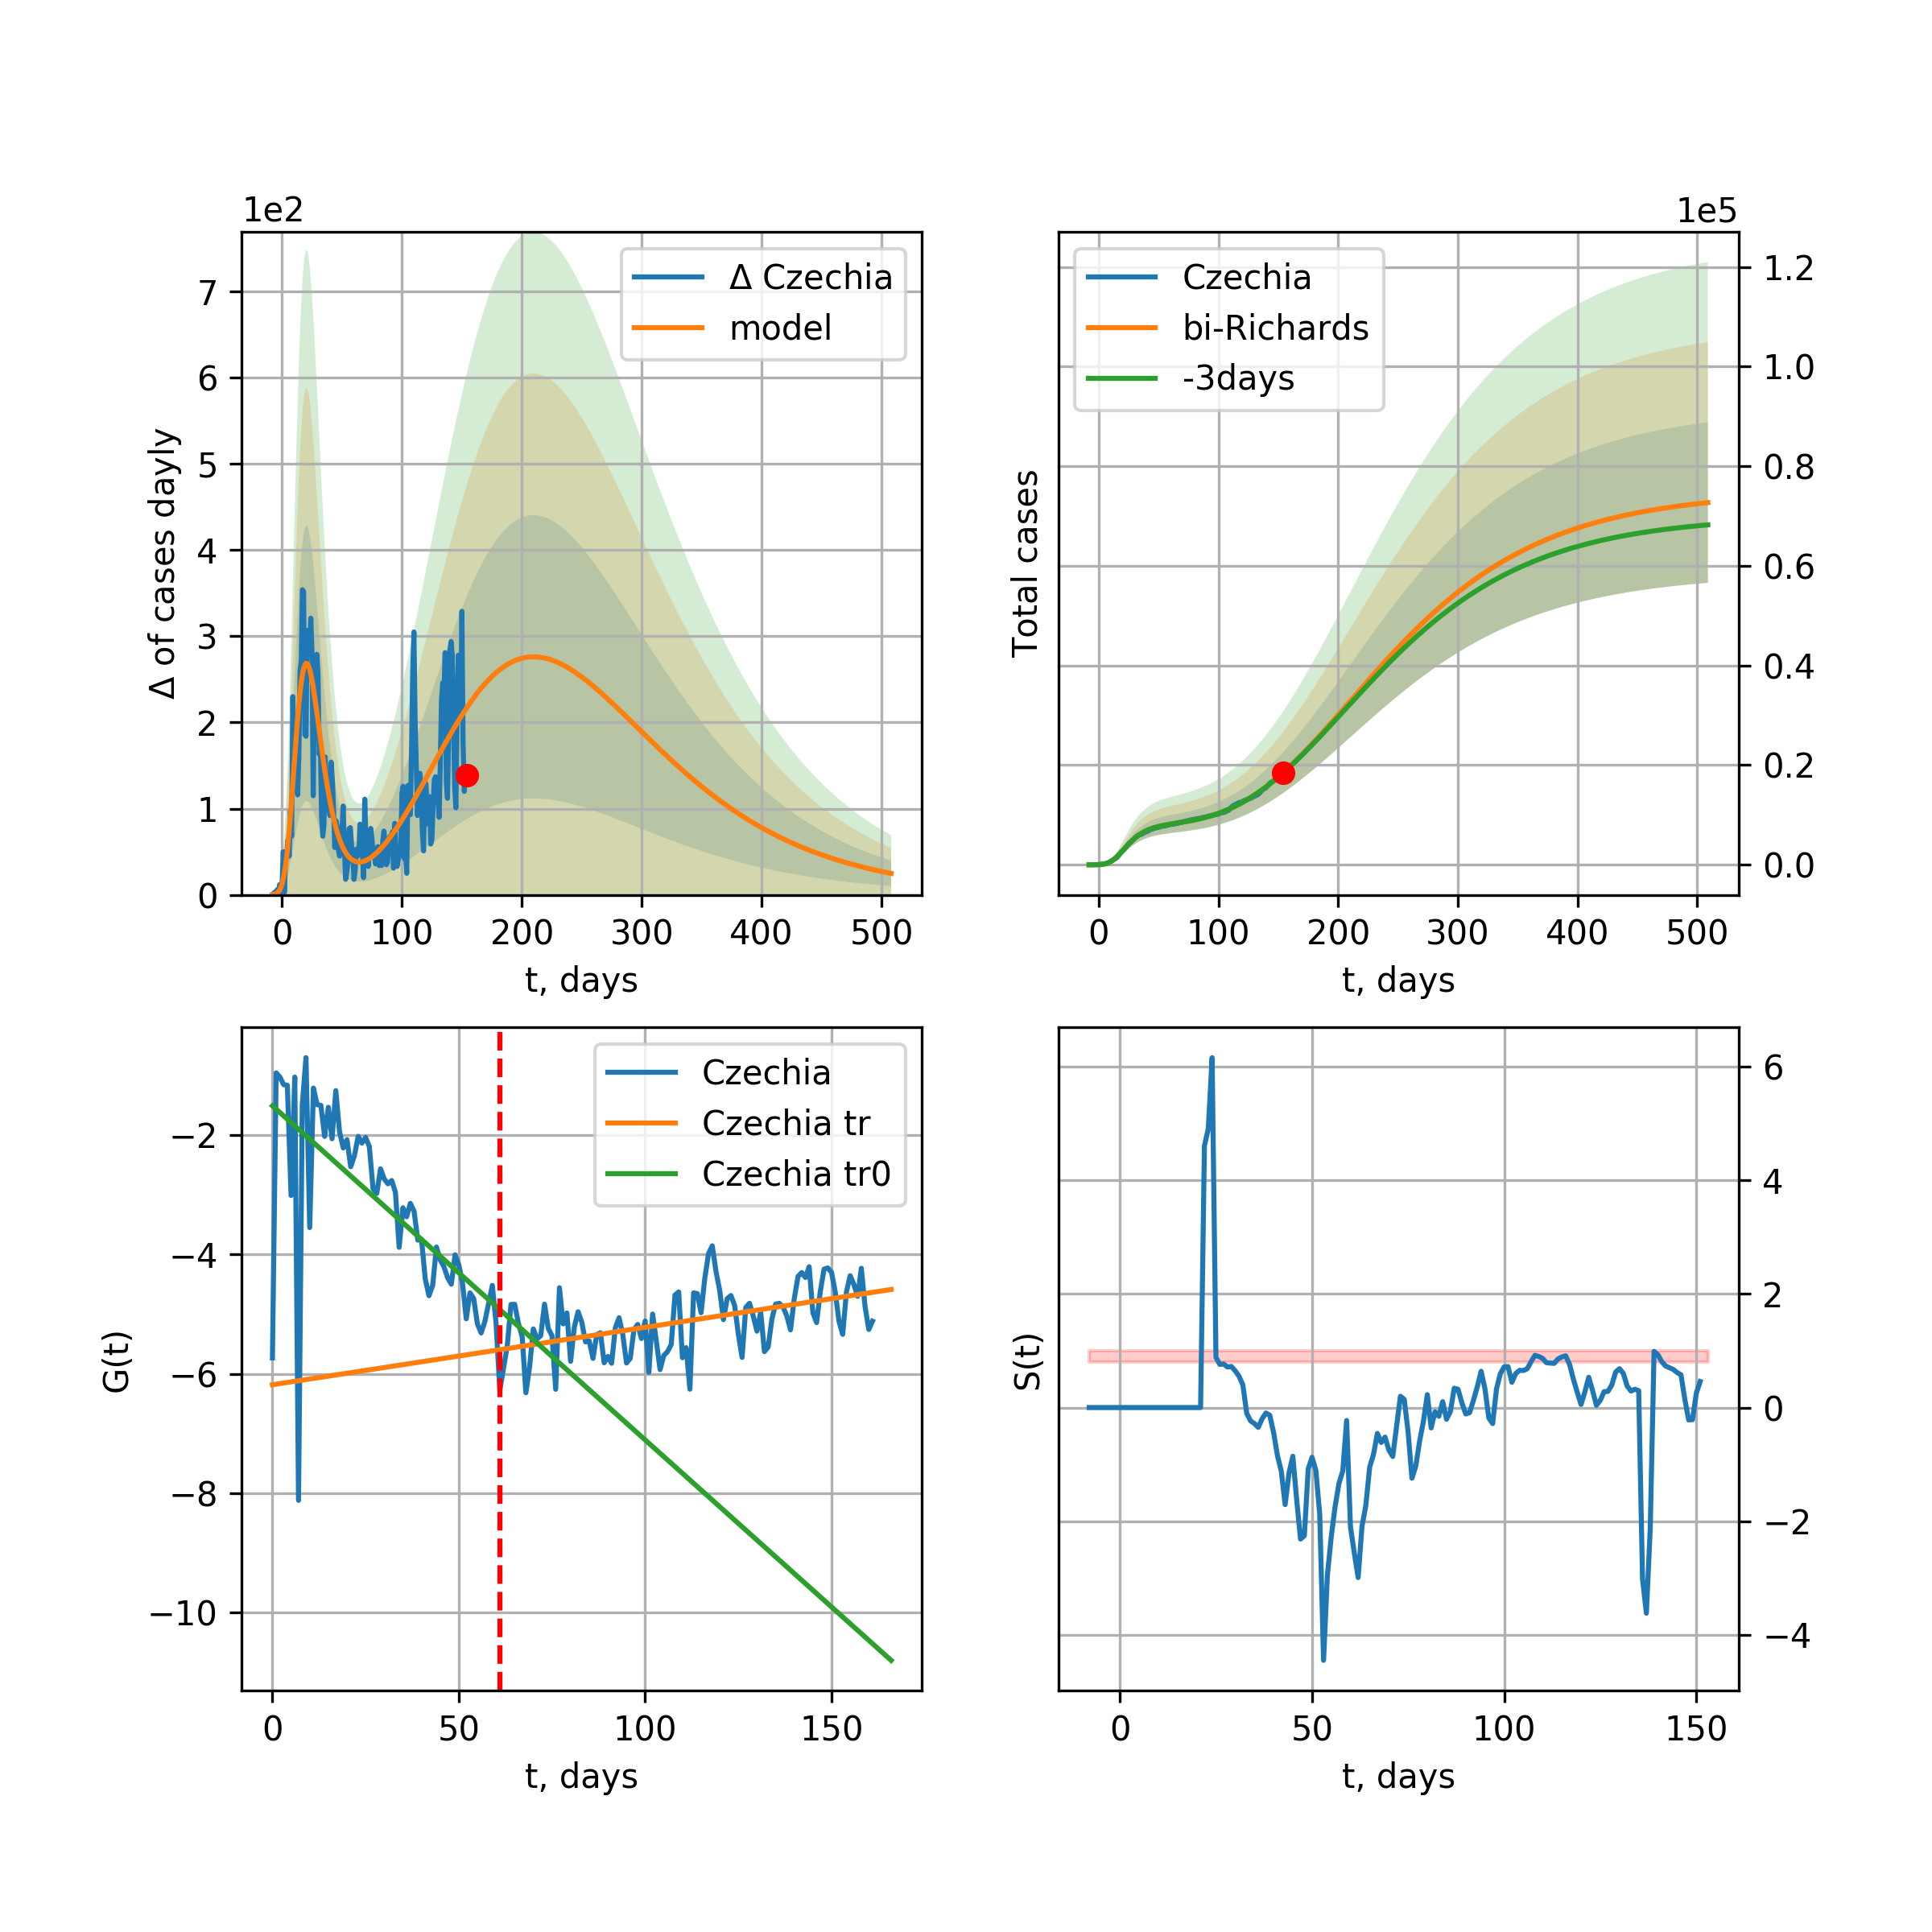 1e2
Δ of cases dayly
7
6
5
4
3
2
1
0
Δ Czechia
model
0 100 200 300 400 500
t, days
1e5
Total cases
Czechia
bi-Richards
-3days
1.2
1.0
0.8
0.6
0.4
0.2
0.0
0 100 200 300 400 500
t, days
G(t)
−2
−4
−6
−8
−10
Czechia
Czechia tr
Czechia tr0
0 50 100 150
t, days
S(t)
6
4
2
0
−2
−4
0 50 100 150
t, days